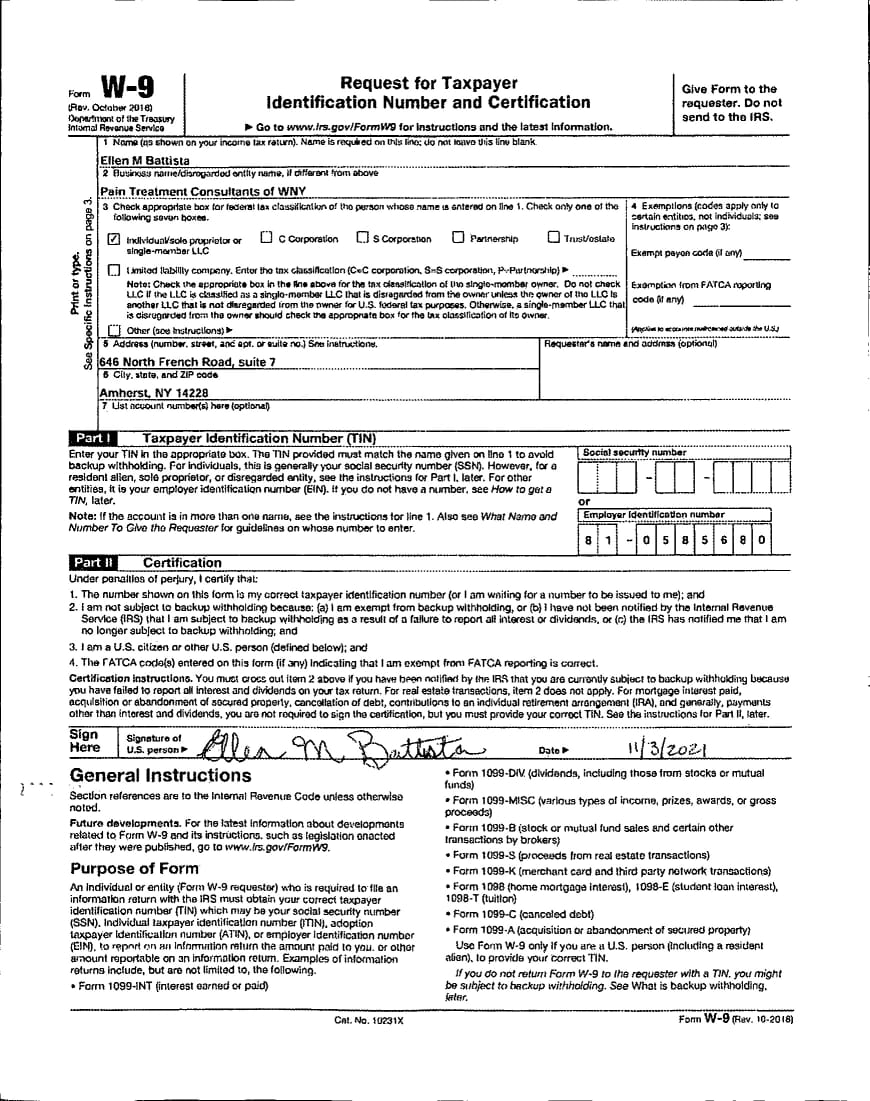 Form W-9
(Rev. October 2018)
Department of the Treasury
Internal Revenue Service
Request for Taxpayer
Identification Number and Certification
▶ Go to www.irs.gov/FormW9 for instructions and the latest information.
Give Form to the
requester. Do not
send to the IRS.
Print or type.
See Specific Instructions on page 3.
1 Name (as shown on your income tax return). Name is required on this line; do not leave this line blank.
Ellen M Battista
2 Business name/disregarded entity name, if different from above
Pain Treatment Consultants of WNY
3 Check appropriate box for federal tax classification of the person whose name is entered on line 1. Check only one of the
following seven boxes.
☑ Individual/sole proprietor or
single-member LLC
☐ C Corporation ☐ S Corporation ☐ Partnership ☐ Trust/estate
☐ Limited liability company. Enter the tax classification (C=C corporation, S=S corporation, P=Partnership) ▶
Note: Check the appropriate box in the line above for the tax classification of the single-member owner. Do not check
LLC if the LLC is classified as a single-member LLC that is disregarded from the owner unless the owner of the LLC is
another LLC that is not disregarded from the owner for U.S. federal tax purposes. Otherwise, a single-member LLC that
is disregarded from the owner should check the appropriate box for the tax classification of its owner.
☐ Other (see instructions) ▶
4 Exemptions (codes apply only to
certain entities, not individuals; see
instructions on page 3):
Exempt payee code (if any)
Exemption from FATCA reporting
code (if any)
(Applies to accounts maintained outside the U.S.)
5 Address (number, street, and apt. or suite no.) See instructions.
646 North French Road, suite 7
Requester's name and address (optional)
6 City, state, and ZIP code
Amherst, NY 14228
7 List account number(s) here (optional)
Part I Taxpayer Identification Number (TIN)
Enter your TIN in the appropriate box. The TIN provided must match the name given on line 1 to avoid
backup withholding. For individuals, this is generally your social security number (SSN). However, for a
resident alien, sole proprietor, or disregarded entity, see the instructions for Part I, later. For other
entities, it is your employer identification number (EIN). If you do not have a number, see How to get a
TIN, later.
Note: If the account is in more than one name, see the instructions for line 1. Also see What Name and
Number To Give the Requester for guidelines on whose number to enter.
Social security number
– –
or
Employer identification number
8 1 – 0 5 8 5 6 8 0
Part II Certification
Under penalties of perjury, I certify that:
1. The number shown on this form is my correct taxpayer identification number (or I am waiting for a number to be issued to me); and
2. I am not subject to backup withholding because: (a) I am exempt from backup withholding, or (b) I have not been notified by the Internal Revenue
Service (IRS) that I am subject to backup withholding as a result of a failure to report all interest or dividends, or (c) the IRS has notified me that I am
no longer subject to backup withholding; and
3. I am a U.S. citizen or other U.S. person (defined below); and
4. The FATCA code(s) entered on this form (if any) indicating that I am exempt from FATCA reporting is correct.
Certification instructions. You must cross out item 2 above if you have been notified by the IRS that you are currently subject to backup withholding because
you have failed to report all interest and dividends on your tax return. For real estate transactions, item 2 does not apply. For mortgage interest paid,
acquisition or abandonment of secured property, cancellation of debt, contributions to an individual retirement arrangement (IRA), and generally, payments
other than interest and dividends, you are not required to sign the certification, but you must provide your correct TIN. See the instructions for Part II, later.
Sign
Here
Signature of
U.S. person ▶
Ellen M. Battista
Date ▶ 11/3/2021
General Instructions
Section references are to the Internal Revenue Code unless otherwise
noted.
Future developments. For the latest information about developments
related to Form W-9 and its instructions, such as legislation enacted
after they were published, go to www.irs.gov/FormW9.
Purpose of Form
An individual or entity (Form W-9 requester) who is required to file an
information return with the IRS must obtain your correct taxpayer
identification number (TIN) which may be your social security number
(SSN), individual taxpayer identification number (ITIN), adoption
taxpayer identification number (ATIN), or employer identification number
(EIN), to report on an information return the amount paid to you, or other
amount reportable on an information return. Examples of information
returns include, but are not limited to, the following.
• Form 1099-INT (interest earned or paid)
• Form 1099-DIV (dividends, including those from stocks or mutual
funds)
• Form 1099-MISC (various types of income, prizes, awards, or gross
proceeds)
• Form 1099-B (stock or mutual fund sales and certain other
transactions by brokers)
• Form 1099-S (proceeds from real estate transactions)
• Form 1099-K (merchant card and third party network transactions)
• Form 1098 (home mortgage interest), 1098-E (student loan interest),
1098-T (tuition)
• Form 1099-C (canceled debt)
• Form 1099-A (acquisition or abandonment of secured property)
Use Form W-9 only if you are a U.S. person (including a resident
alien), to provide your correct TIN.
If you do not return Form W-9 to the requester with a TIN, you might
be subject to backup withholding. See What is backup withholding,
later.
Cat. No. 10231X
Form W-9 (Rev. 10-2018)